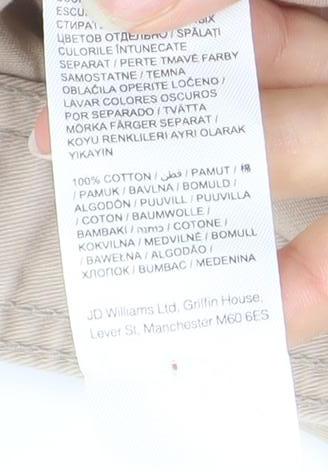 ЦВЕТОВ ОТДЕЛЬНО / SPĂLAȚI
CULORILE ÎNTUNECATE
SEPARAT / PERTE TMAVÉ FARBY
SAMOSTATNE / TEMNA
OBLAČILA OPERITE LOČENO /
LAVAR COLORES OSCUROS
POR SEPARADO / TVÄTTA
MÖRKA FÄRGER SEPARAT /
KOYU RENKLILERI AYRI OLARAK
YIKAYIN
100% COTTON / قطن / PAMUT / 棉
/ PAMUK / BAVLNA / BOMULD /
ALGODÓN / PUUVILL / PUUVILLA
/ COTON / BAUMWOLLE /
BAMBAKI / כותנה / COTONE /
KOKVILNA / MEDVILNĖ / BOMULL
/ BAWEŁNA / ALGODÃO /
ХЛОПОК / BUMBAC / MEDENINA
JD Williams Ltd, Griffin House,
Lever St, Manchester M60 6ES